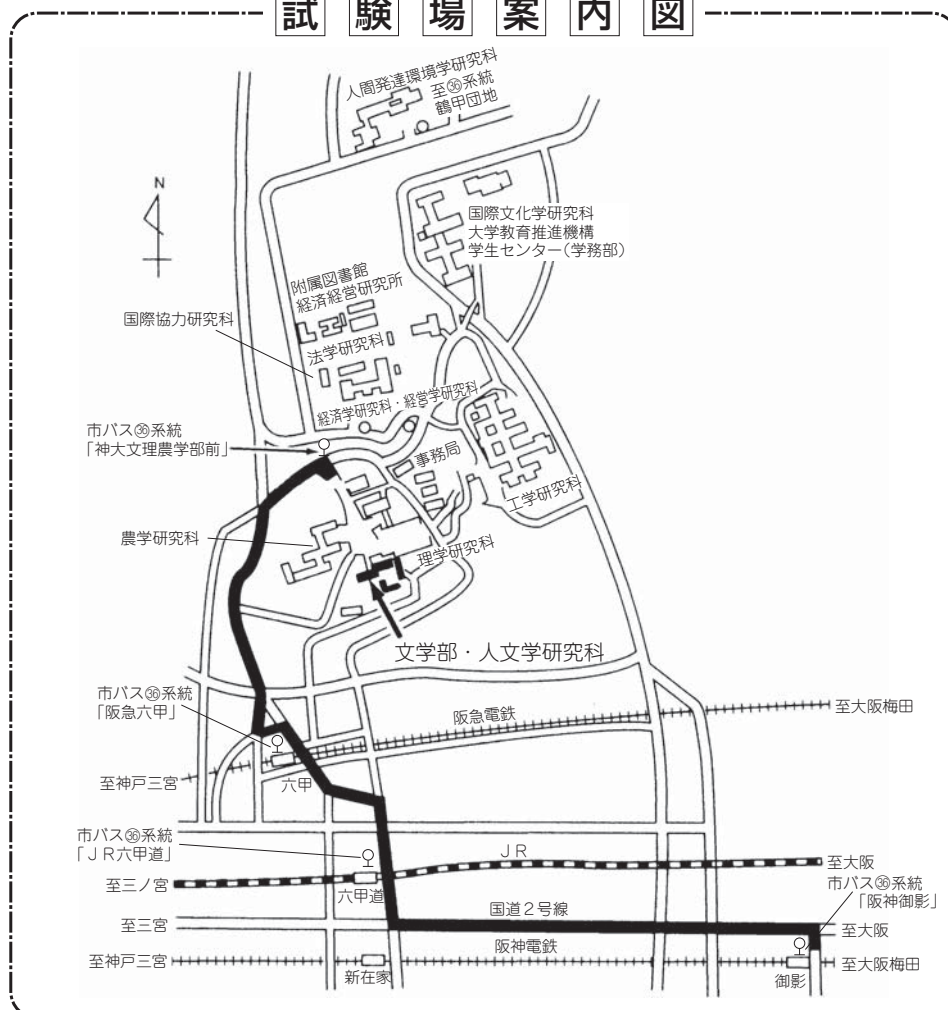 試験場案内図
人間発達環境学研究科
至㊱系統
鶴甲団地
N
国際文化学研究科
大学教育推進機構
学生センター(学務部)
附属図書館
経済経営研究所
国際協力研究科
法学研究科
経済学研究科・経営学研究科
市バス㊱系統
「神大文理農学部前」
事務局
工学研究科
農学研究科
理学研究科
文学部・人文学研究科
市バス㊱系統
「阪急六甲」
阪急電鉄
至大阪梅田
至神戸三宮
六甲
市バス㊱系統
「JR六甲道」
JR
至大阪
至三ノ宮
六甲道
市バス㊱系統
「阪神御影」
国道2号線
至三宮
至大阪
阪神電鉄
至神戸三宮
新在家
御影
至大阪梅田